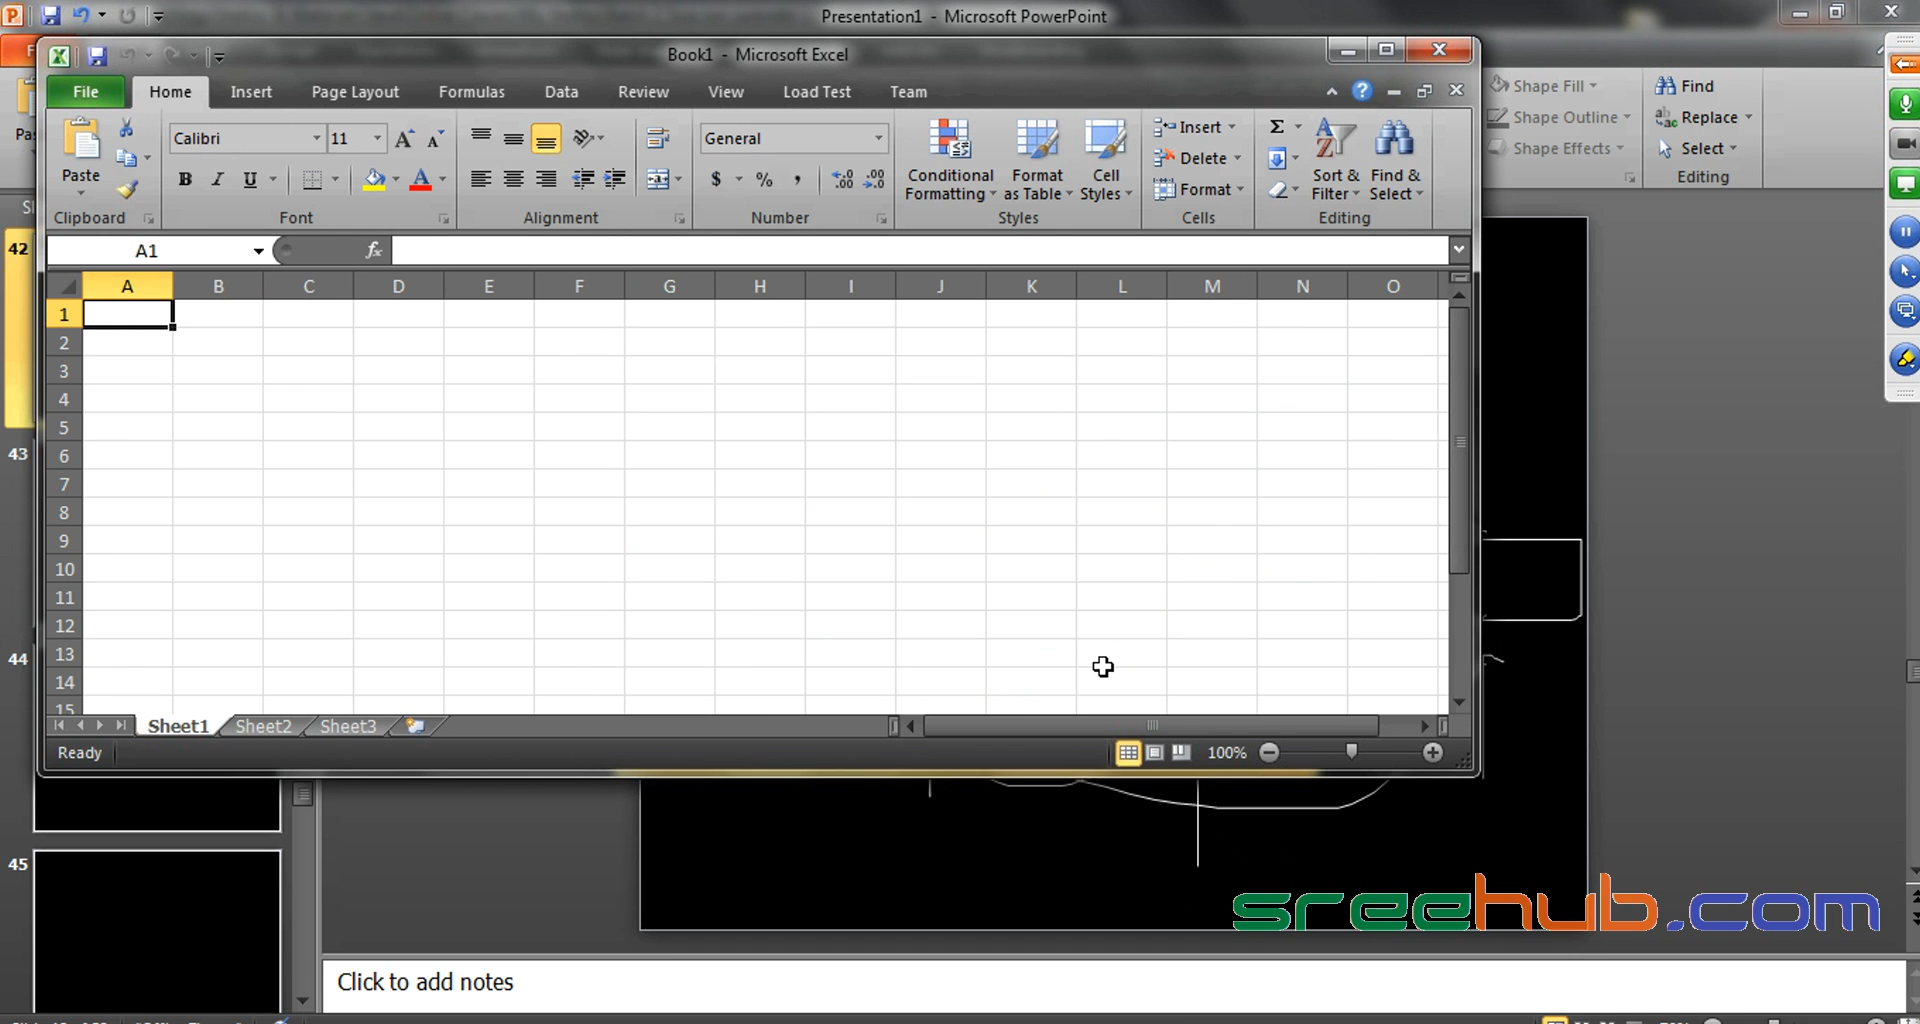 Presentation1 - Microsoft PowerPoint
Book1 - Microsoft Excel
File Home Insert Page Layout Formulas Data Review View Load Test Team
Shape Fill
Shape Outline
Shape Effects
Find
Replace
Select
Editing
Paste
Clipboard
Calibri 11
B I U
Font
Alignment
General
$ % ,
Number
Conditional Formatting
Format as Table
Cell Styles
Styles
Insert
Delete
Format
Cells
Σ
Sort & Filter
Find & Select
Editing
A1 fx
A B C D E F G H I J K L M N O
1
2
3
4
5
6
7
8
9
10
11
12
13
14
15
Sheet1 Sheet2 Sheet3
Ready 100%
42
43
44
45
sreehub.com
Click to add notes